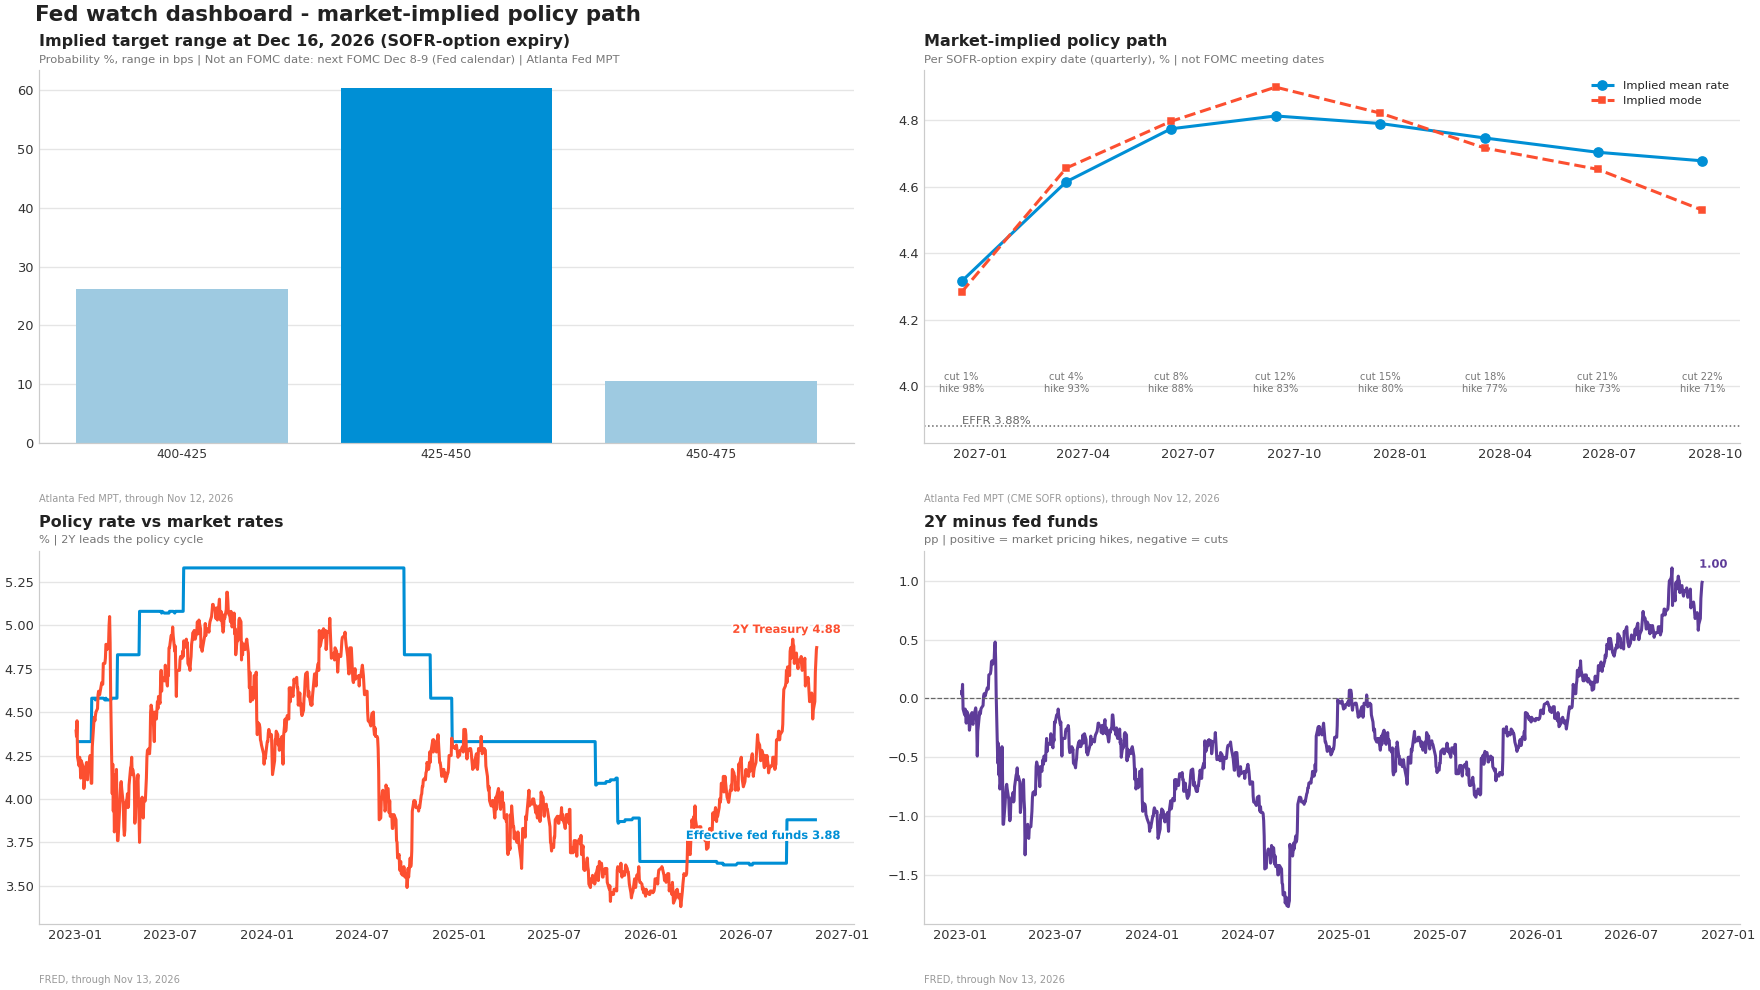 Fed watch dashboard - market-implied policy path
Implied target range at Dec 16, 2026 (SOFR-option expiry)
Probability %, range in bps | Not an FOMC date: next FOMC Dec 8-9 (Fed calendar) | Atlanta Fed MPT
60
50
40
30
20
10
0
400-425
425-450
450-475
Atlanta Fed MPT, through Nov 12, 2026
Market-implied policy path
Per SOFR-option expiry date (quarterly), % | not FOMC meeting dates
Implied mean rate
Implied mode
4.8
4.6
4.4
4.2
4.0
cut 1%
hike 98%
cut 4%
hike 93%
cut 8%
hike 88%
cut 12%
hike 83%
cut 15%
hike 80%
cut 18%
hike 77%
cut 21%
hike 73%
cut 22%
hike 71%
EFFR 3.88%
2027-01
2027-04
2027-07
2027-10
2028-01
2028-04
2028-07
2028-10
Atlanta Fed MPT (CME SOFR options), through Nov 12, 2026
Policy rate vs market rates
% | 2Y leads the policy cycle
5.25
5.00
4.75
4.50
4.25
4.00
3.75
3.50
2Y Treasury 4.88
Effective fed funds 3.88
2023-01
2023-07
2024-01
2024-07
2025-01
2025-07
2026-01
2026-07
2027-01
FRED, through Nov 13, 2026
2Y minus fed funds
pp | positive = market pricing hikes, negative = cuts
1.00
1.0
0.5
0.0
−0.5
−1.0
−1.5
2023-01
2023-07
2024-01
2024-07
2025-01
2025-07
2026-01
2026-07
2027-01
FRED, through Nov 13, 2026